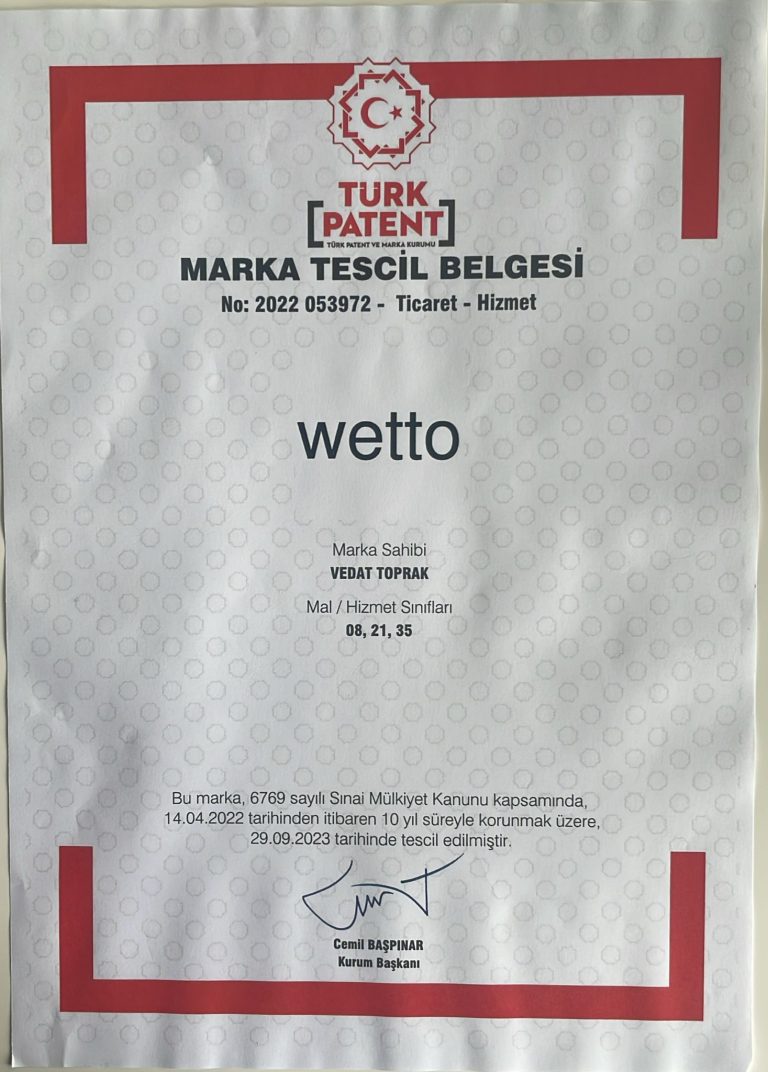 TÜRK
PATENT
TÜRK PATENT VE MARKA KURUMU
MARKA TESCİL BELGESİ
No: 2022 053972 - Ticaret - Hizmet
wetto
Marka Sahibi
VEDAT TOPRAK
Mal / Hizmet Sınıfları
08, 21, 35
Bu marka, 6769 sayılı Sınai Mülkiyet Kanunu kapsamında,
14.04.2022 tarihinden itibaren 10 yıl süreyle korunmak üzere,
29.09.2023 tarihinde tescil edilmiştir.
Cemil BAŞPINAR
Kurum Başkanı